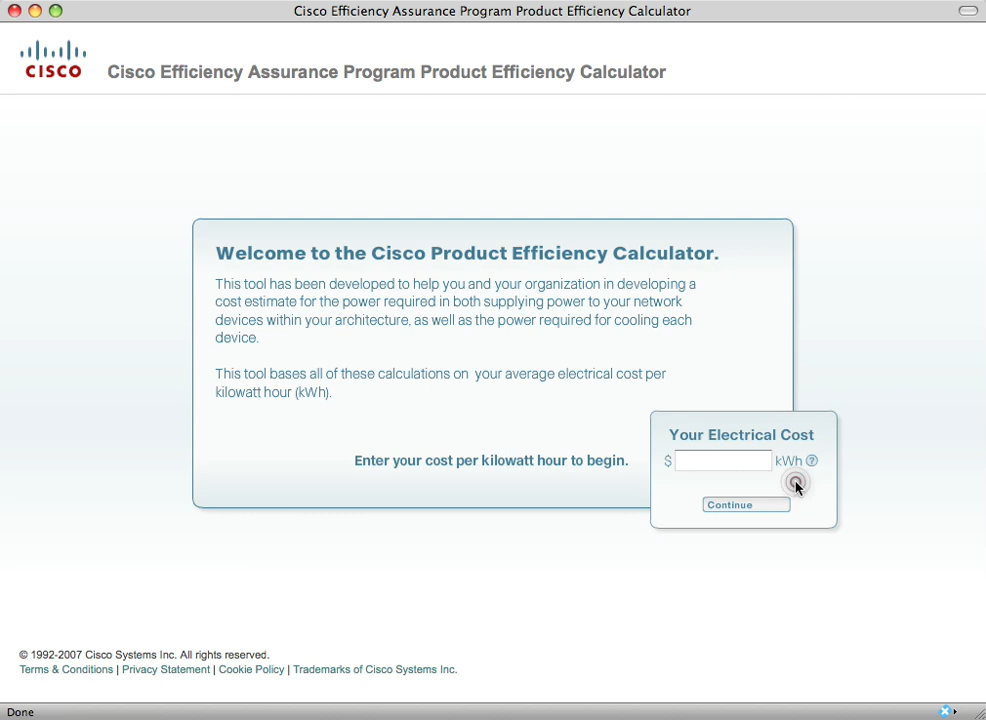 Cisco Efficiency Assurance Program Product Efficiency Calculator
CISCO
Cisco Efficiency Assurance Program Product Efficiency Calculator
Welcome to the Cisco Product Efficiency Calculator.
This tool has been developed to help you and your organization in developing a
cost estimate for the power required in both supplying power to your network
devices within your architecture, as well as the power required for cooling each
device.
This tool bases all of these calculations on your average electrical cost per
kilowatt hour (kWh).
Your Electrical Cost
Enter your cost per kilowatt hour to begin.
$ kWh ?
Continue
© 1992-2007 Cisco Systems Inc. All rights reserved.
Terms & Conditions | Privacy Statement | Cookie Policy | Trademarks of Cisco Systems Inc.
Done